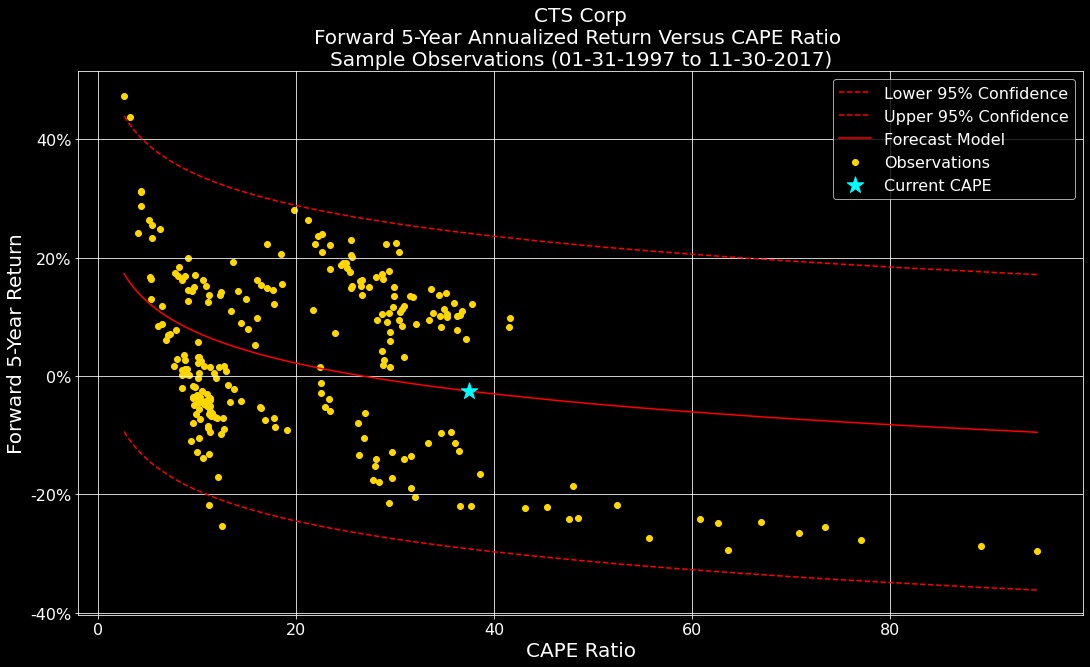 CTS Corp
Forward 5-Year Annualized Return Versus CAPE Ratio
Sample Observations (01-31-1997 to 11-30-2017)
Lower 95% Confidence
Upper 95% Confidence
Forecast Model
Observations
Current CAPE
Forward 5-Year Return
40%
20%
0%
-20%
-40%
0
20
40
60
80
CAPE Ratio